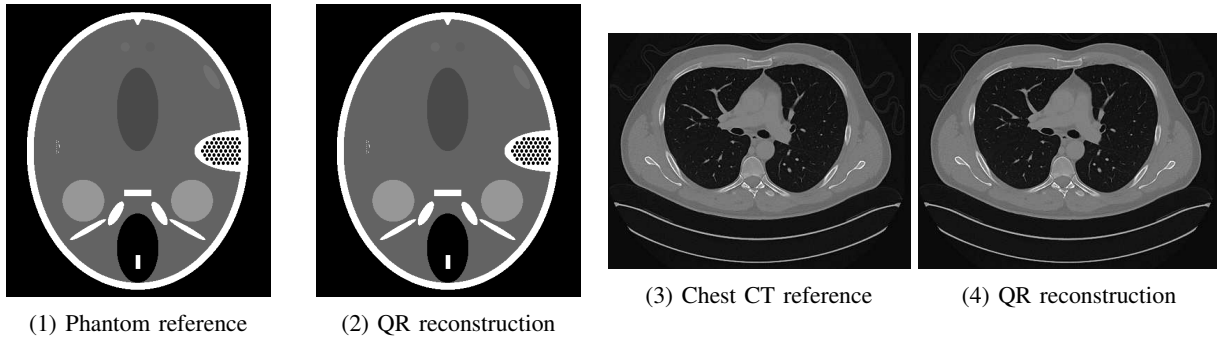 (1) Phantom reference
(2) QR reconstruction
(3) Chest CT reference
(4) QR reconstruction